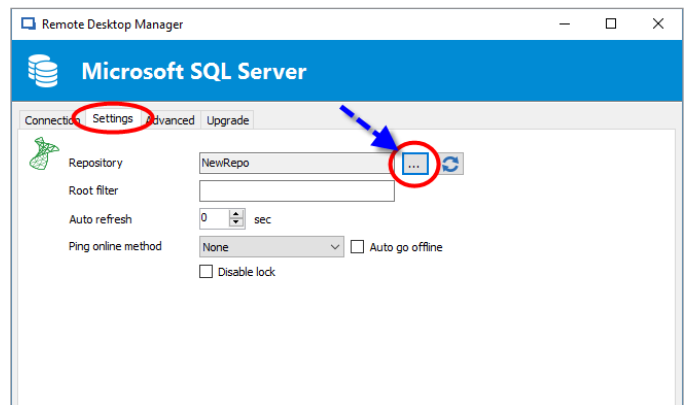 Remote Desktop Manager
Microsoft SQL Server
Connection Settings Advanced Upgrade
Repository NewRepo ...
Root filter
Auto refresh 0 sec
Ping online method None Auto go offline
Disable lock